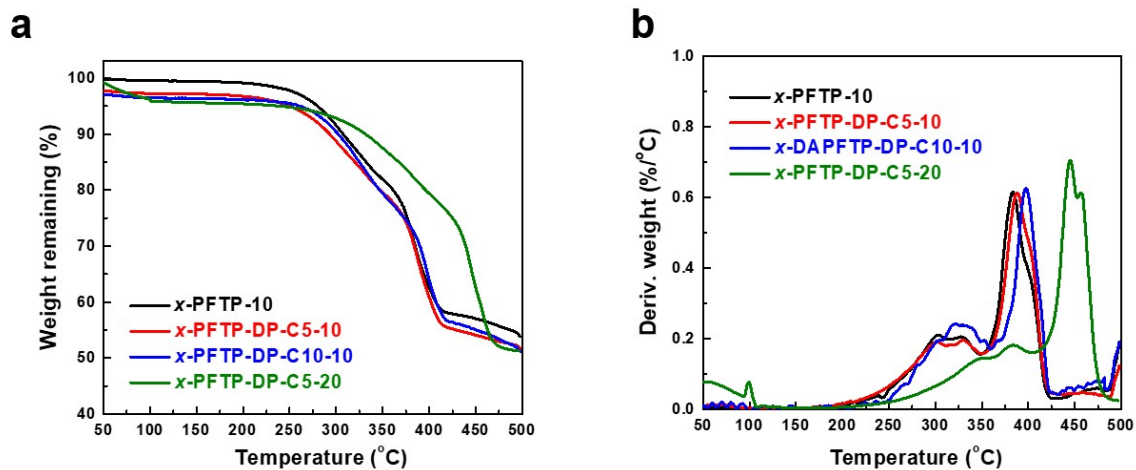 a
Weight remaining (%)
100
90
80
70
60
50
40
x-PFTP-10
x-PFTP-DP-C5-10
x-PFTP-DP-C10-10
x-PFTP-DP-C5-20
50 100 150 200 250 300 350 400 450 500
Temperature (°C)
b
Deriv. weight (%/°C)
1.0
0.8
0.6
0.4
0.2
0.0
x-PFTP-10
x-PFTP-DP-C5-10
x-DAPFTP-DP-C10-10
x-PFTP-DP-C5-20
50 100 150 200 250 300 350 400 450 500
Temperature (°C)